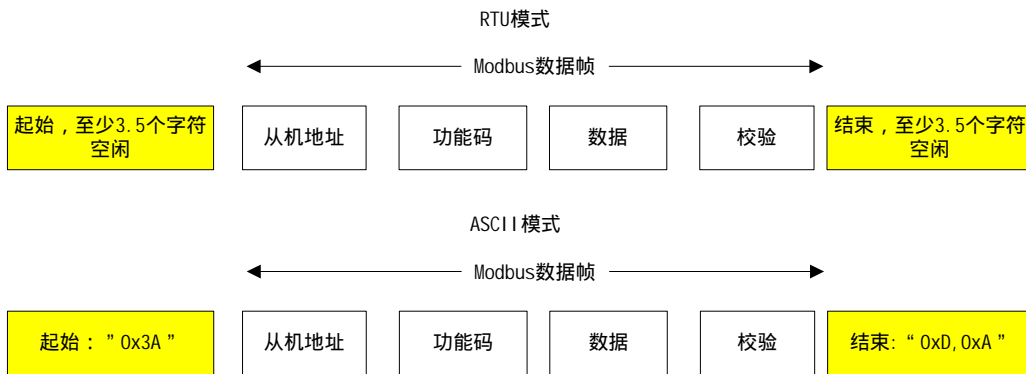 RTU模式
Modbus数据帧
起始，至少3.5个字符
空闲
从机地址
功能码
数据
校验
结束，至少3.5个字符
空闲
ASCII模式
Modbus数据帧
起始：”0x3A”
从机地址
功能码
数据
校验
结束:“0xD,0xA”